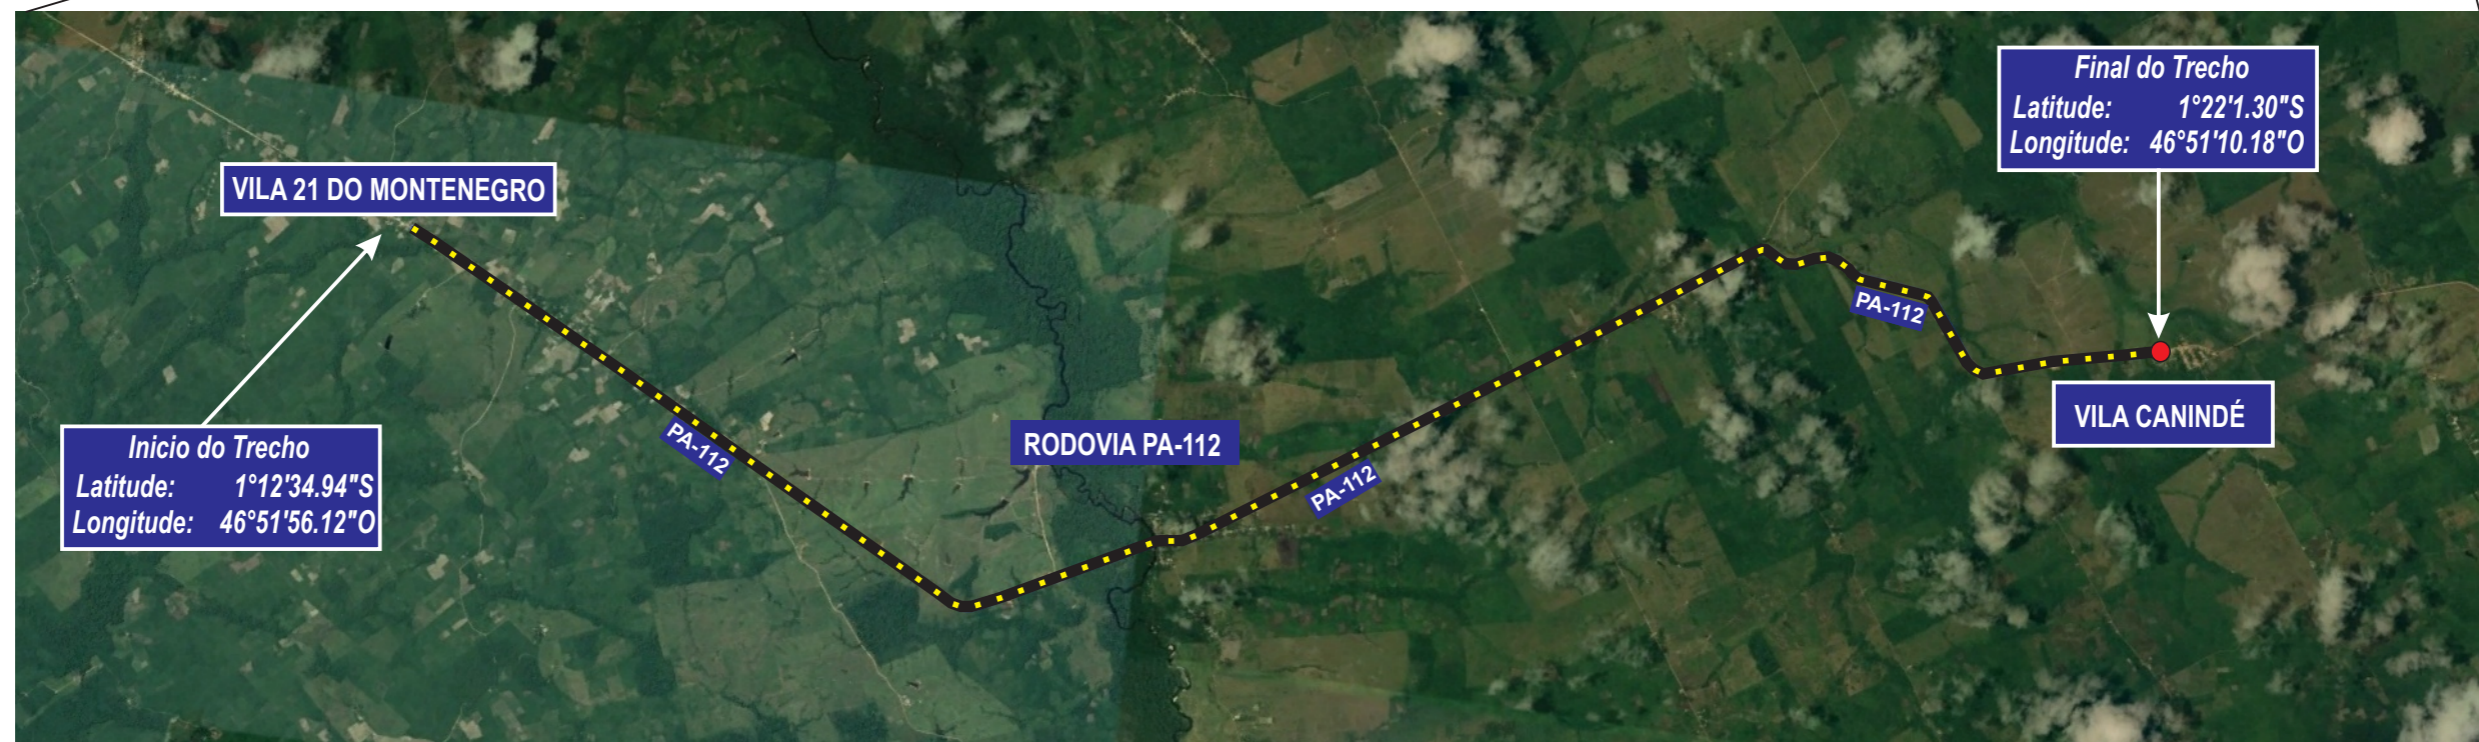 Final do Trecho
Latitude: 1°22'1.30"S
Longitude: 46°51'10.18"O
VILA 21 DO MONTENEGRO
PA-112
VILA CANINDÉ
Inicio do Trecho
Latitude: 1°12'34.94"S
Longitude: 46°51'56.12"O
PA-112
RODOVIA PA-112
PA-112